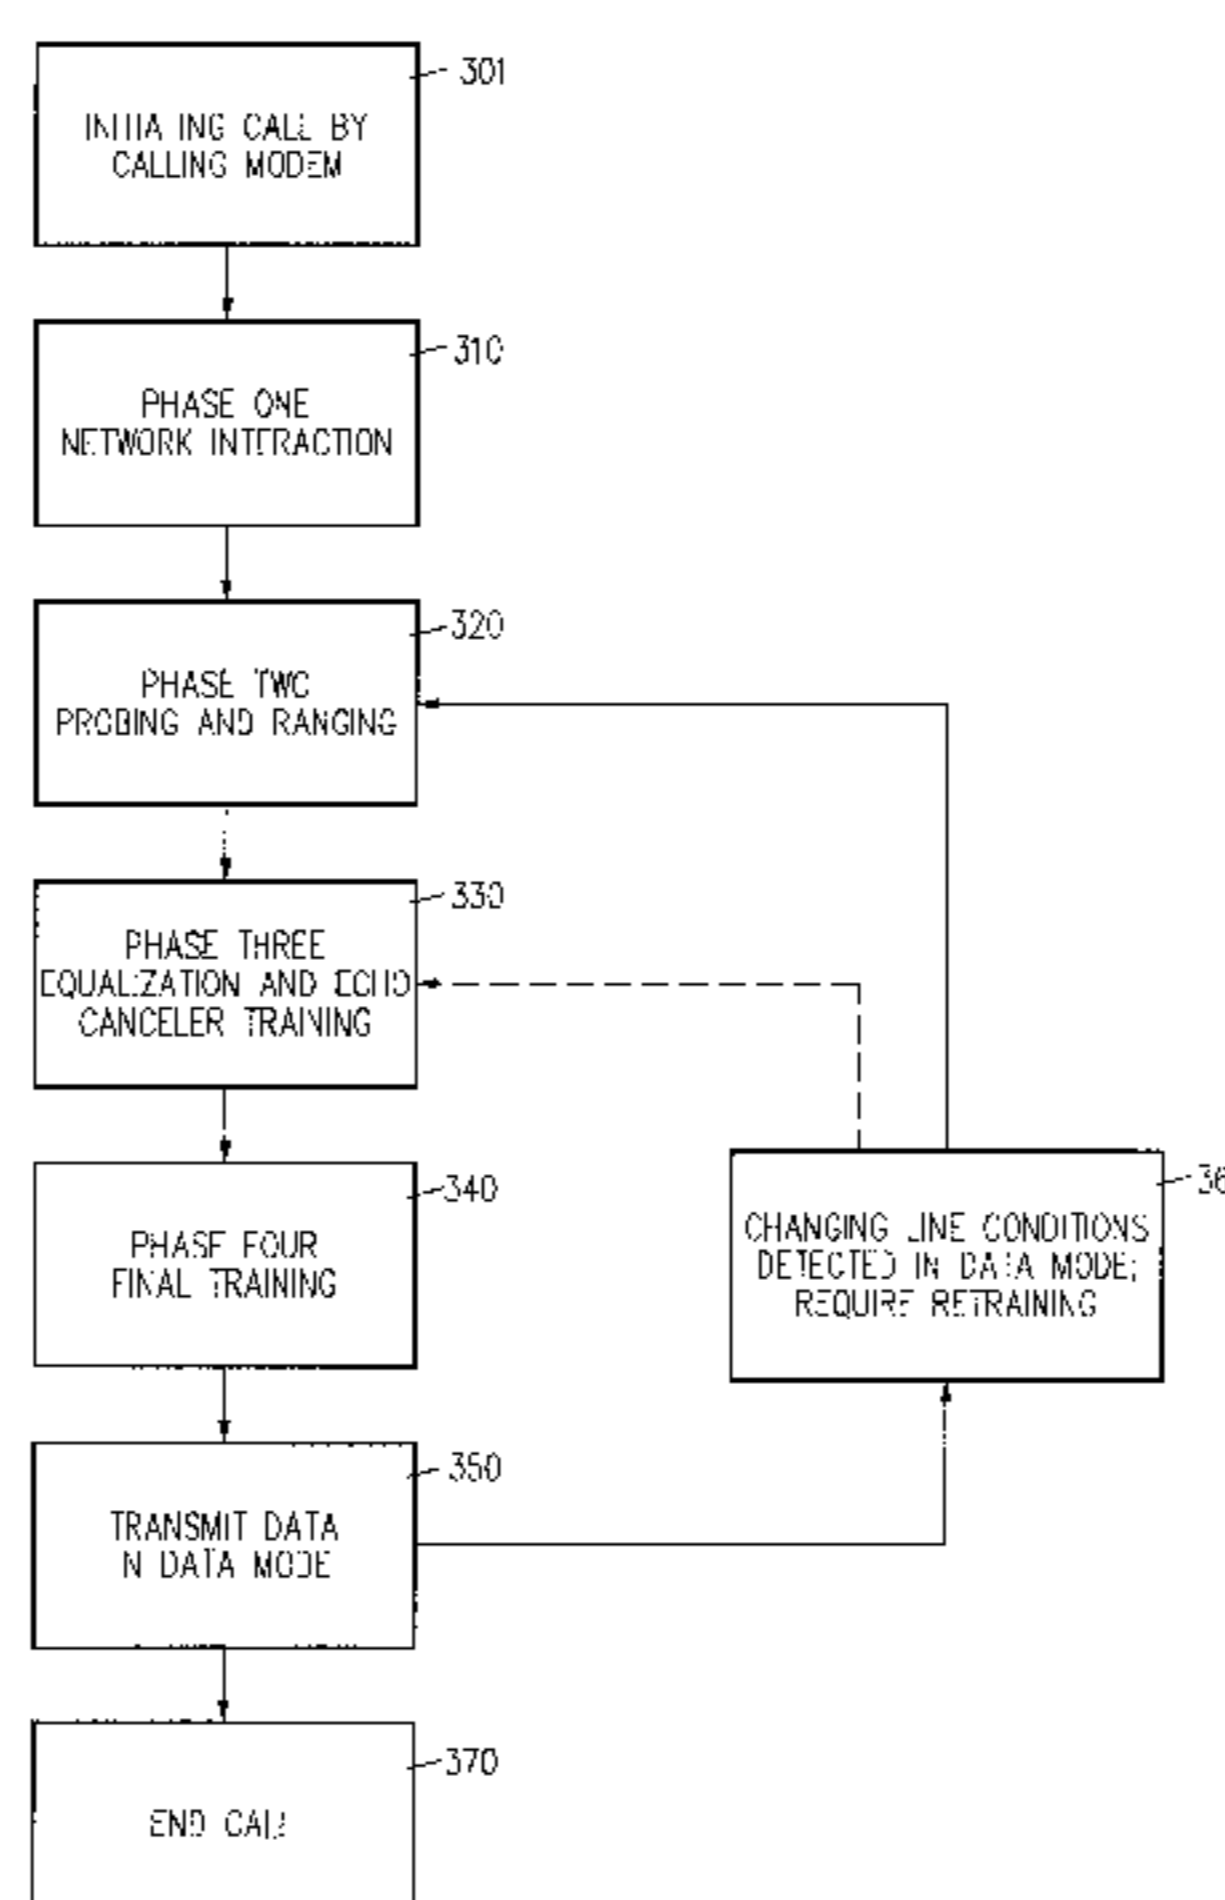 301
INITIATING CALL BY
CALLING MODEM
310
PHASE ONE
NETWORK INTERACTION
320
PHASE TWO
PROBING AND RANGING
330
PHASE THREE
EQUALIZATION AND ECHO
CANCELER TRAINING
340
PHASE FOUR
FINAL TRAINING
36
CHANGING LINE CONDITIONS
DETECTED IN DATA MODE;
REQUIRE RETRAINING
350
TRANSMIT DATA
IN DATA MODE
370
END CALL